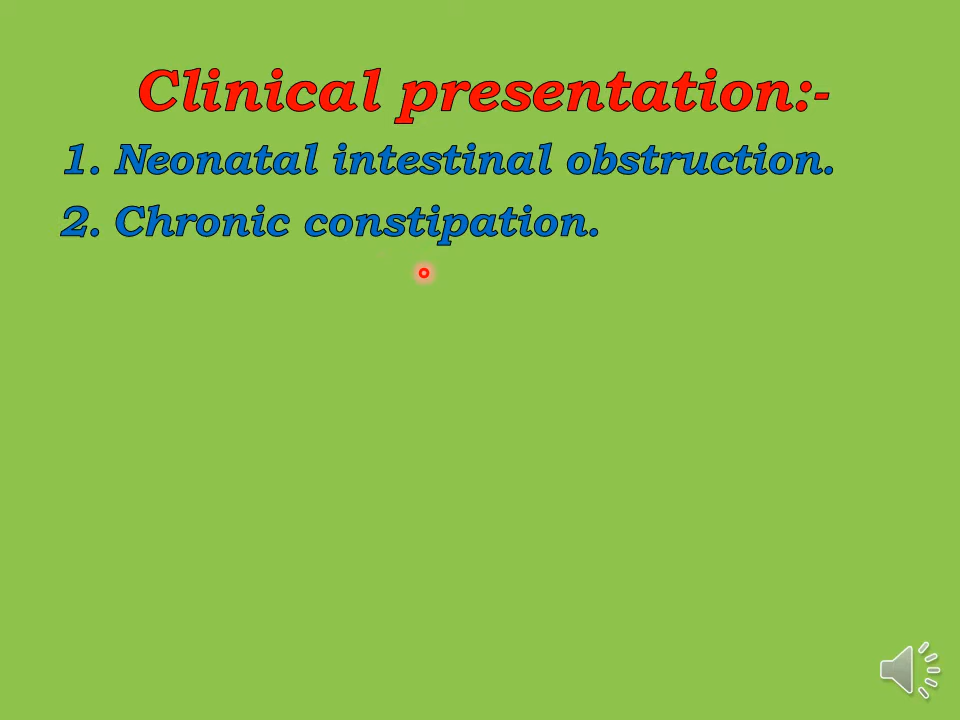 Clinical presentation:-
1. Neonatal intestinal obstruction.
2. Chronic constipation.